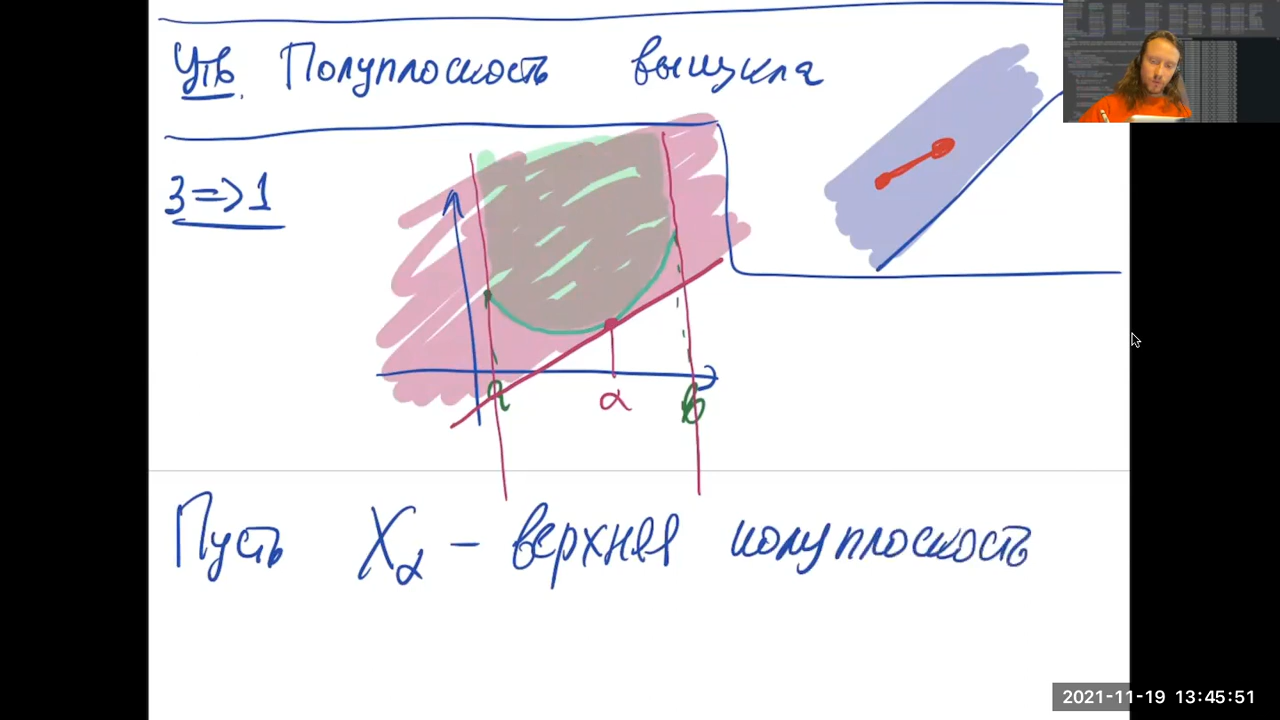 Утв. Полуплоскость выпукла
3=>1
a α b
Пусть X_α – верхняя полуплоскость
2021-11-19 13:45:51